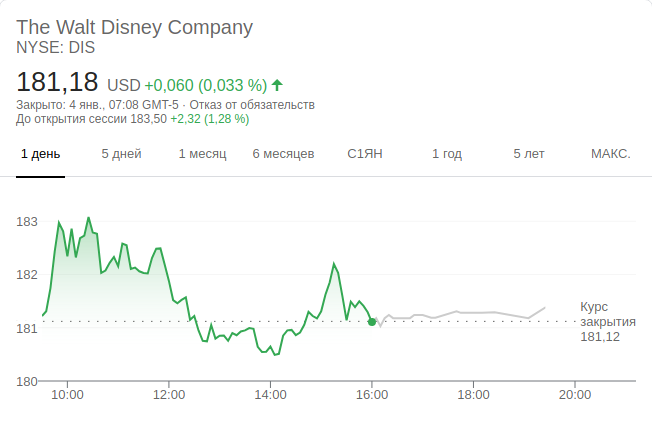 The Walt Disney Company
NYSE: DIS
181,18 USD +0,060 (0,033 %)
Закрыто: 4 янв., 07:08 GMT-5 · Отказ от обязательств
До открытия сессии 183,50 +2,32 (1,28 %)
1 день 5 дней 1 месяц 6 месяцев С1ЯН 1 год 5 лет МАКС.
183
182
181
180
Курс
закрытия
181,12
10:00 12:00 14:00 16:00 18:00 20:00